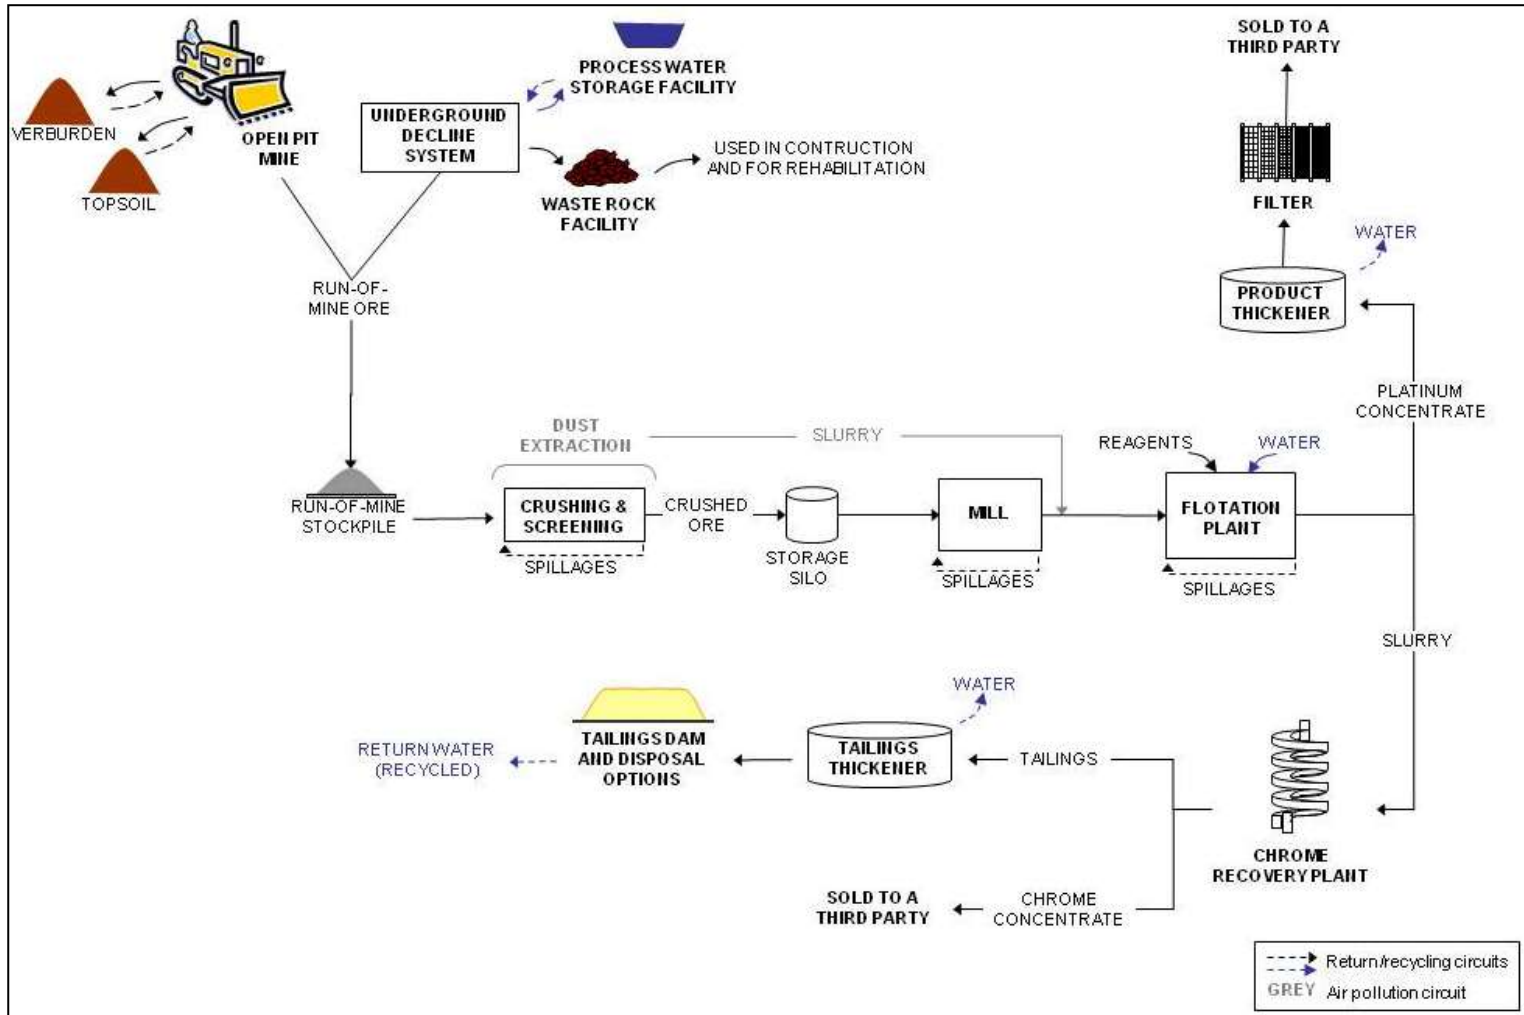 VERBURDEN
TOPSOIL
OPEN PIT
MINE
UNDERGROUND
DECLINE
SYSTEM
PROCESS WATER
STORAGE FACILITY
WASTE ROCK
FACILITY
USED IN CONTRUCTION
AND FOR REHABILITATION
RUN-OF-
MINE ORE
RUN-OF-MINE
STOCKPILE
DUST
EXTRACTION
SLURRY
CRUSHING &
SCREENING
SPILLAGES
CRUSHED
ORE
STORAGE
SILO
MILL
SPILLAGES
REAGENTS
WATER
FLOTATION
PLANT
SPILLAGES
SOLD TO A
THIRD PARTY
FILTER
WATER
PRODUCT
THICKENER
PLATINUM
CONCENTRATE
SLURRY
CHROME
RECOVERY PLANT
TAILINGS
WATER
TAILINGS
THICKENER
TAILINGS DAM
AND DISPOSAL
OPTIONS
RETURN WATER
(RECYCLED)
CHROME
CONCENTRATE
SOLD TO A
THIRD PARTY
Return/recycling circuits
GREY Air pollution circuit